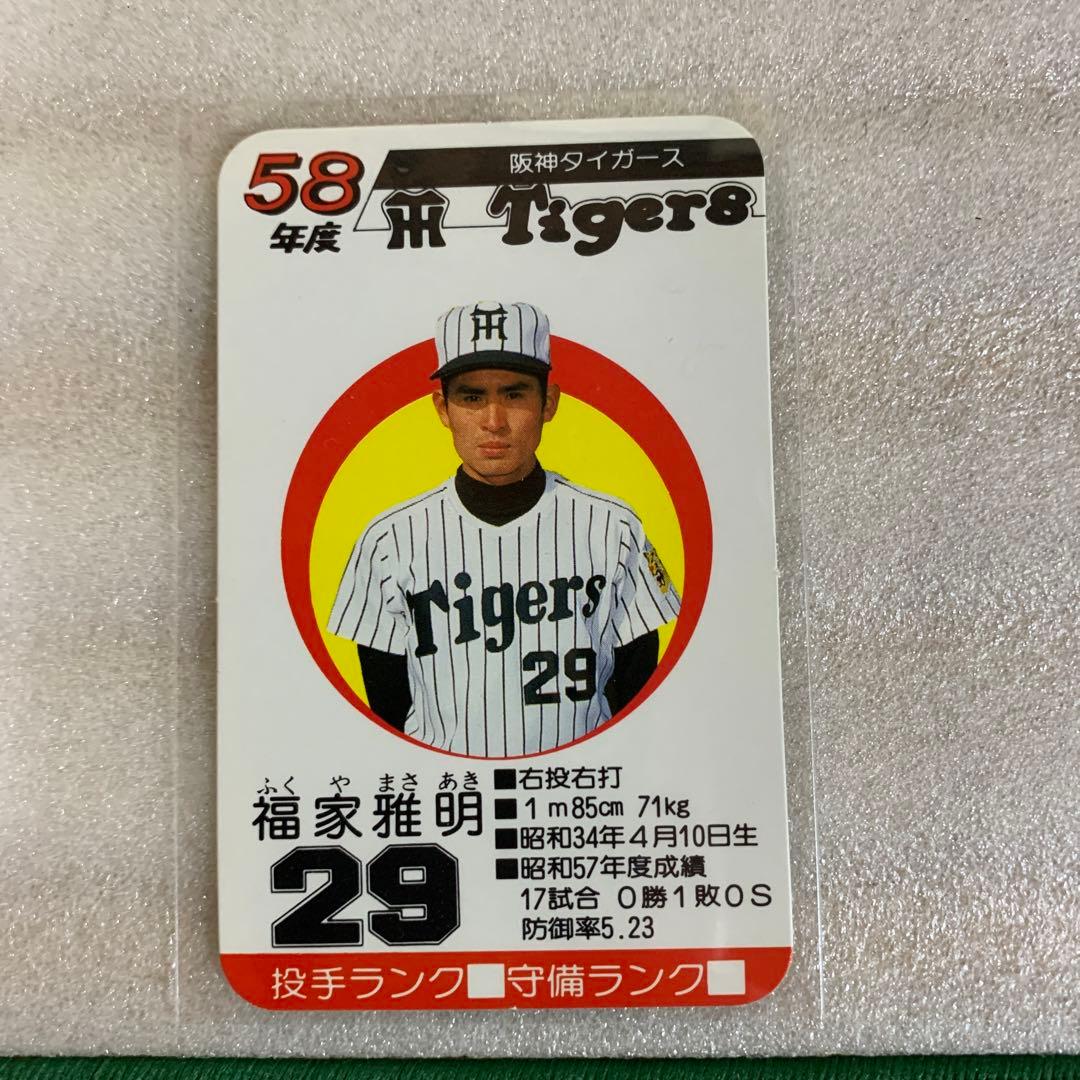 58
年度
阪神タイガース
TH Tigers
TH
Tigers
29
ふくやまさあき
福家雅明
29
■右投右打
■1m85cm 71kg
■昭和34年4月10日生
■昭和57年度成績
17試合 0勝1敗0S
防御率5.23
投手ランク□守備ランク□